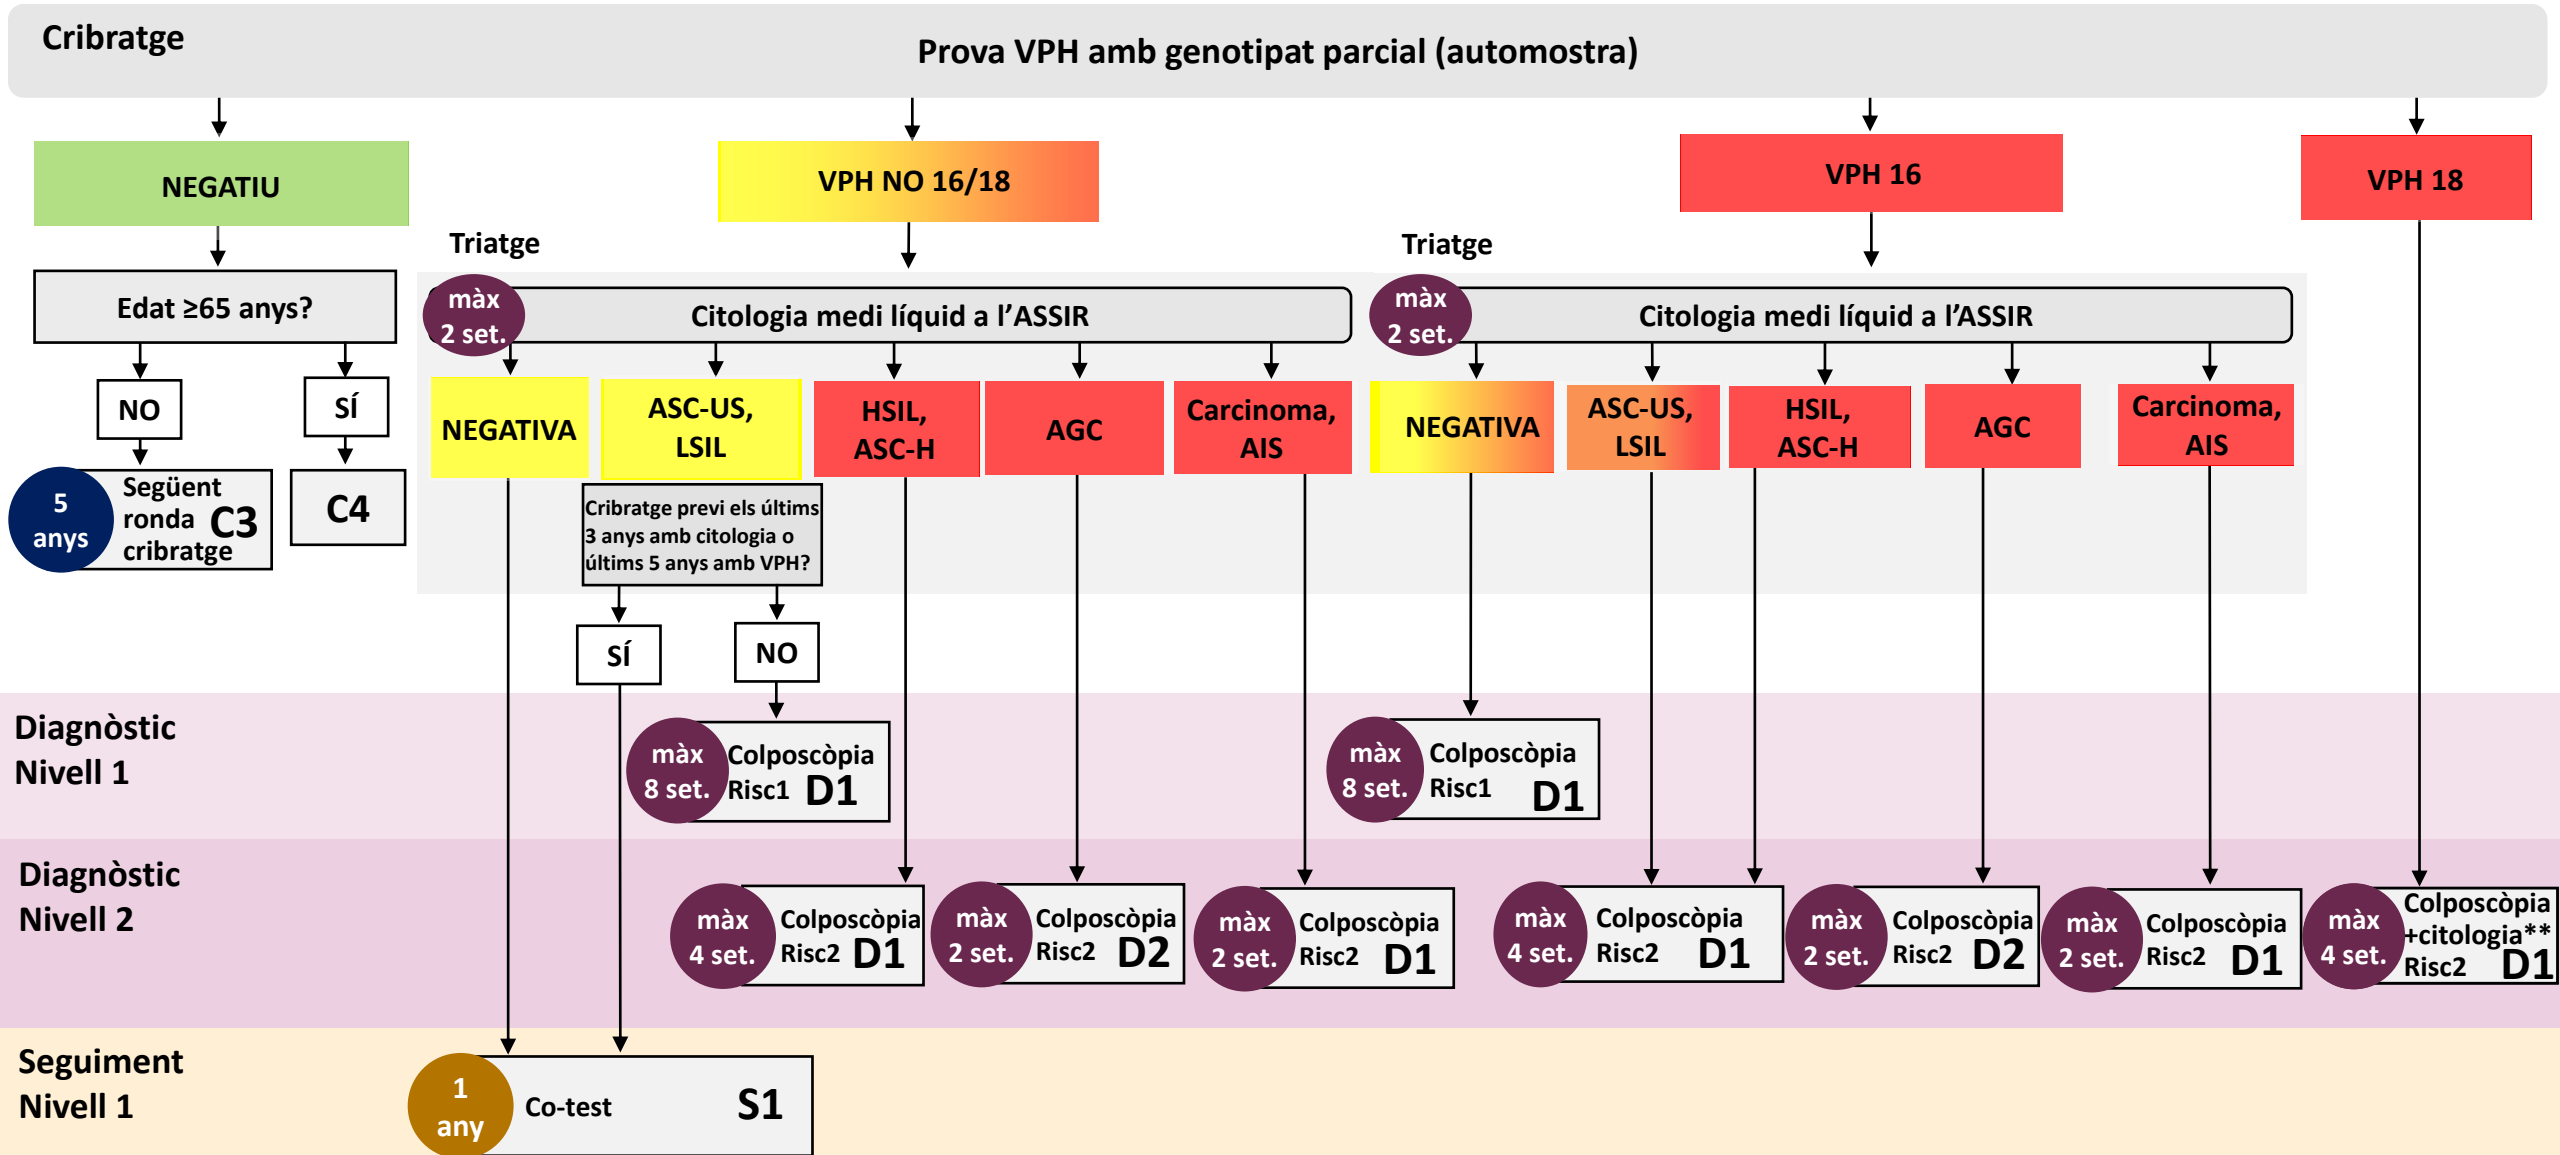 Cribratge
Prova VPH amb genotipat parcial (automostra)
NEGATIU
VPH NO 16/18
VPH 16
VPH 18
Edat ≥65 anys?
NO
SÍ
5
anys
Següent
ronda
cribratge
C3
C4
Triatge
màx
2 set.
Citologia medi líquid a l’ASSIR
NEGATIVA
ASC-US,
LSIL
HSIL,
ASC-H
AGC
Carcinoma,
AIS
Cribratge previ els últims
3 anys amb citologia o
últims 5 anys amb VPH?
SÍ
NO
Triatge
màx
2 set.
Citologia medi líquid a l’ASSIR
NEGATIVA
ASC-US,
LSIL
HSIL,
ASC-H
AGC
Carcinoma,
AIS
Diagnòstic
Nivell 1
màx
8 set.
Colposcòpia
Risc1 D1
màx
8 set.
Colposcòpia
Risc1 D1
Diagnòstic
Nivell 2
màx
4 set.
Colposcòpia
Risc2 D1
màx
2 set.
Colposcòpia
Risc2 D2
màx
2 set.
Colposcòpia
Risc2 D1
màx
4 set.
Colposcòpia
Risc2 D1
màx
2 set.
Colposcòpia
Risc2 D2
màx
2 set.
Colposcòpia
Risc2 D1
màx
4 set.
Colposcòpia
+citologia**
Risc2 D1
Seguiment
Nivell 1
1
any
Co-test S1